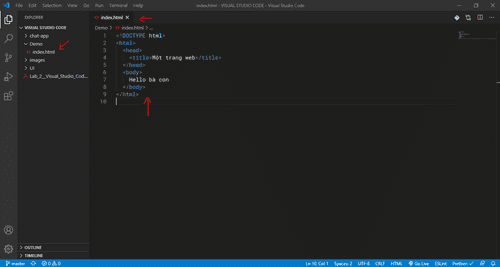 File Edit Selection View Go Run Terminal Help
index.html - VISUAL STUDIO CODE - Visual Studio Code
EXPLORER
index.html
VISUAL STUDIO CODE
chat-app
Demo
index.html
images
UI
Lab_2__Visual_Studio_Cod...
Demo > index.html > ...
1 <!DOCTYPE html>
2 <html>
3 <head>
4 <title>Một trang web</title>
5 </head>
6 <body>
7 Hello bà con
8 </body>
9 </html>
10
OUTLINE
TIMELINE
master
0 0
Ln 10, Col 1 Spaces: 2 UTF-8 CRLF HTML Go Live ESLint Prettier